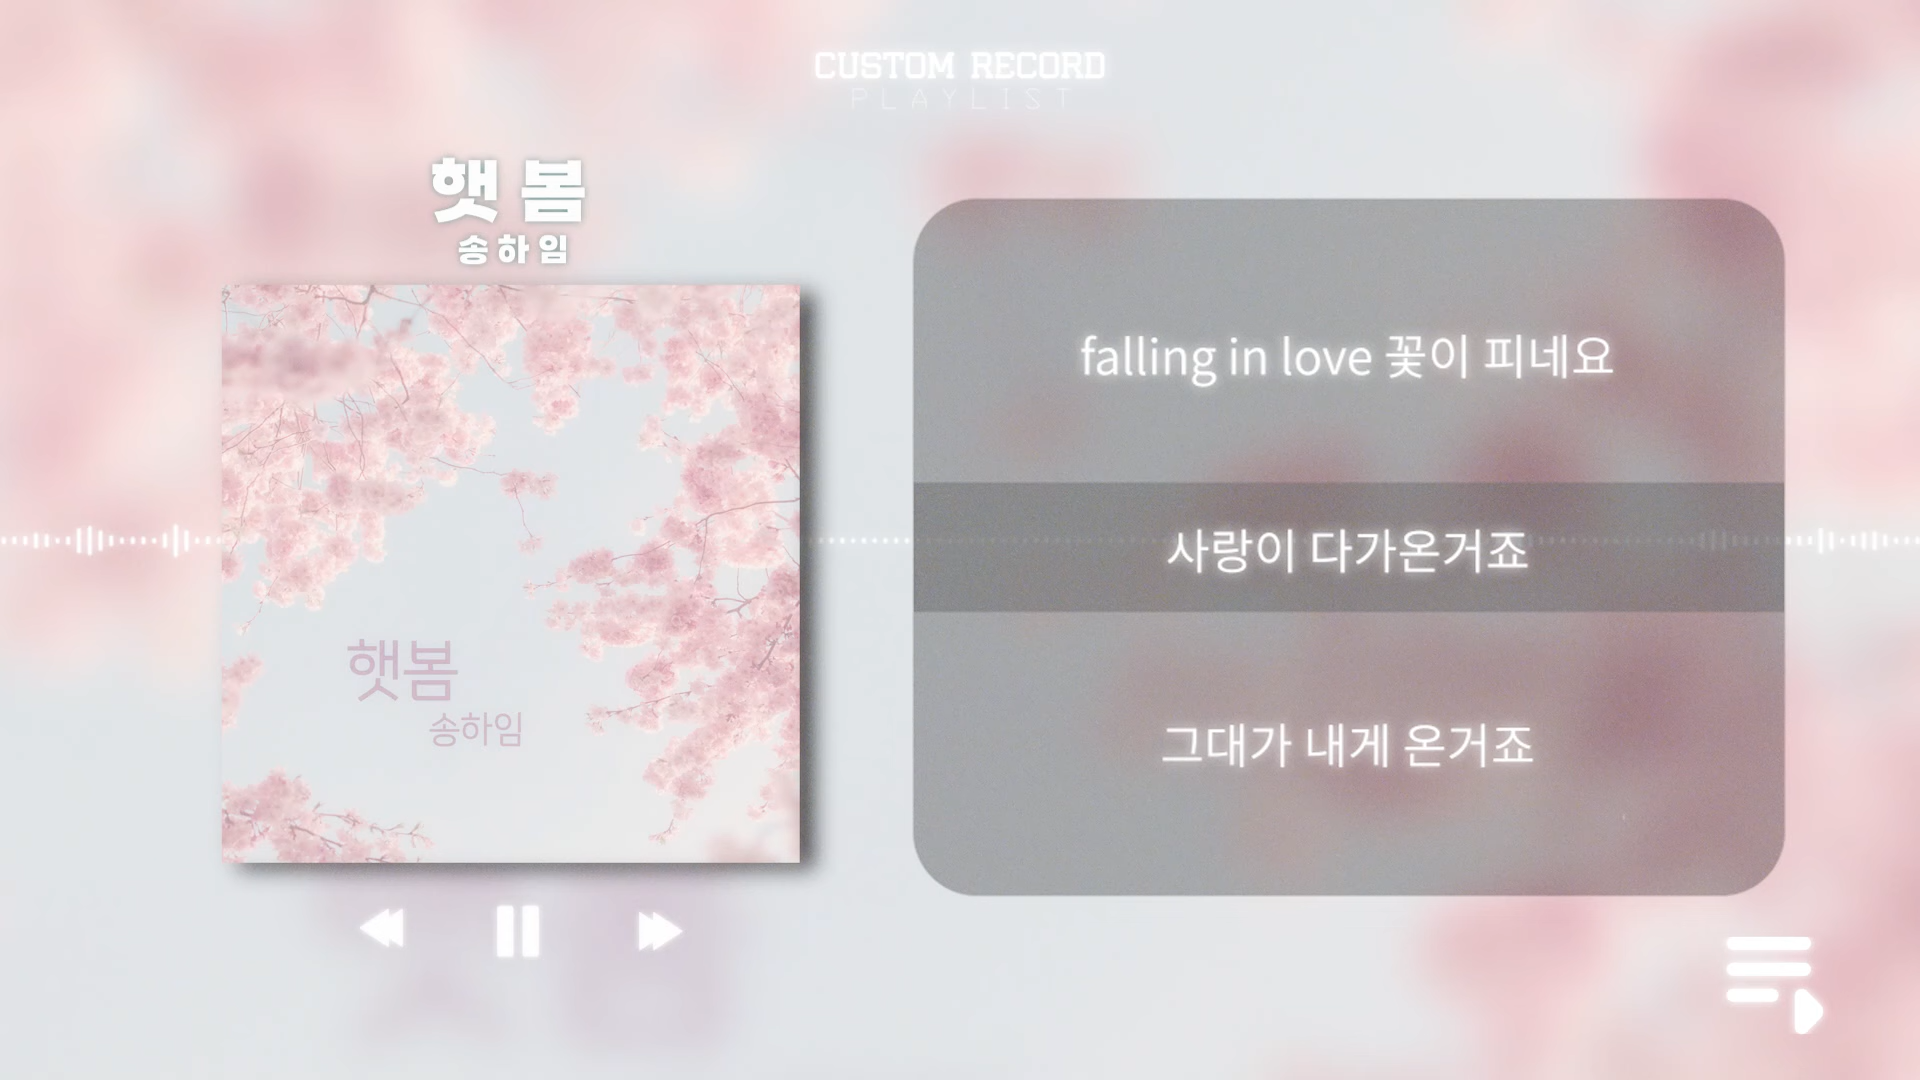 CUSTOM RECORD
PLAYLIST
햇봄
송하임
햇봄
송하임
falling in love 꽃이 피네요
사랑이 다가온거죠
그대가 내게 온거죠